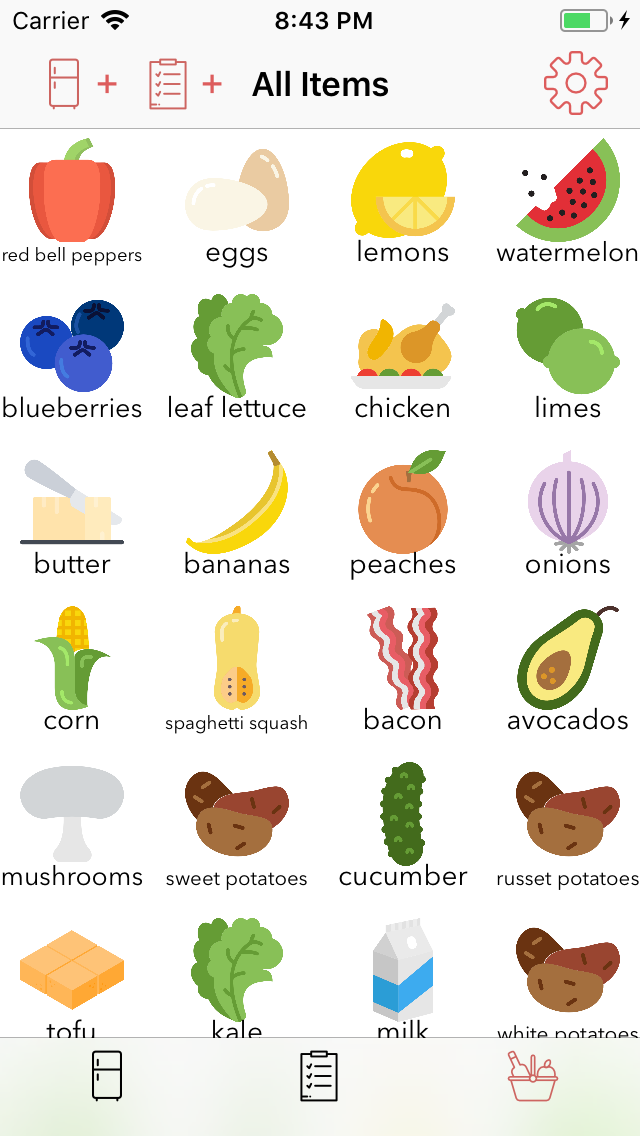 Carrier 8:43 PM
+ + All Items
red bell peppers eggs lemons watermelon
blueberries leaf lettuce chicken limes
butter bananas peaches onions
corn spaghetti squash bacon avocados
mushrooms sweet potatoes cucumber russet potatoes
tofu kale milk white potatoes